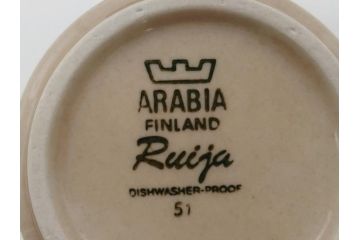 ARABIA
FINLAND
Ruija
DISHWASHER-PROOF
51